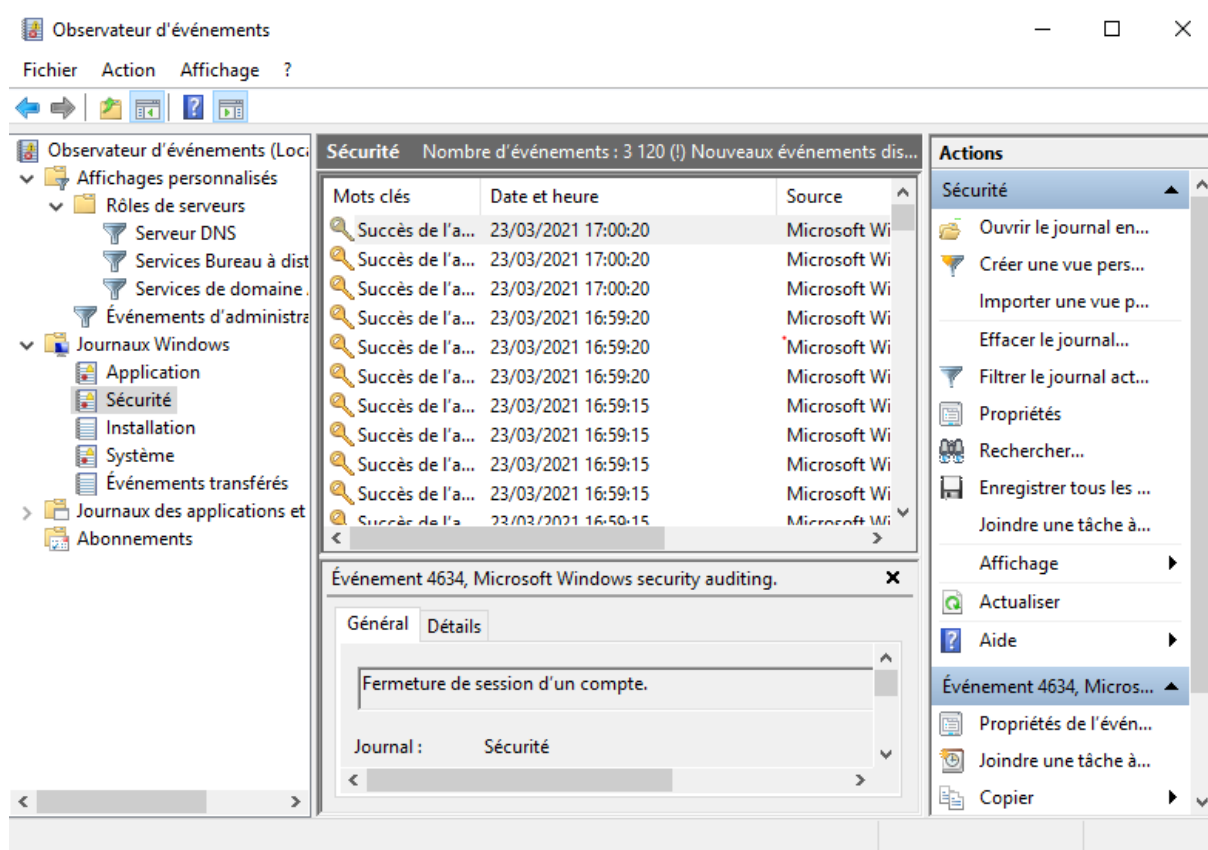 Observateur d'événements
Fichier Action Affichage ?
Observateur d'événements (Loca
Affichages personnalisés
Rôles de serveurs
Serveur DNS
Services Bureau à dist
Services de domaine.
Événements d'administra
Journaux Windows
Application
Sécurité
Installation
Système
Événements transférés
Journaux des applications et
Abonnements
Sécurité Nombre d'événements : 3 120 (!) Nouveaux événements dis...
Mots clés Date et heure Source
Succès de l'a... 23/03/2021 17:00:20 Microsoft Wi
Succès de l'a... 23/03/2021 17:00:20 Microsoft Wi
Succès de l'a... 23/03/2021 17:00:20 Microsoft Wi
Succès de l'a... 23/03/2021 16:59:20 Microsoft Wi
Succès de l'a... 23/03/2021 16:59:20 Microsoft Wi
Succès de l'a... 23/03/2021 16:59:20 Microsoft Wi
Succès de l'a... 23/03/2021 16:59:15 Microsoft Wi
Succès de l'a... 23/03/2021 16:59:15 Microsoft Wi
Succès de l'a... 23/03/2021 16:59:15 Microsoft Wi
Succès de l'a... 23/03/2021 16:59:15 Microsoft Wi
Succès de l'a... 23/03/2021 16:59:15 Microsoft Wi
Événement 4634, Microsoft Windows security auditing.
Général Détails
Fermeture de session d'un compte.
Journal : Sécurité
Actions
Sécurité
Ouvrir le journal en...
Créer une vue pers...
Importer une vue p...
Effacer le journal...
Filtrer le journal act...
Propriétés
Rechercher...
Enregistrer tous les ...
Joindre une tâche à...
Affichage
Actualiser
Aide
Événement 4634, Micros...
Propriétés de l'évén...
Joindre une tâche à...
Copier